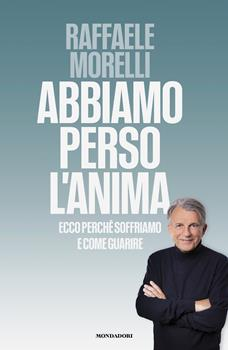 RAFFAELE
MORELLI
ABBIAMO
PERSO
L'ANIMA
ECCO PERCHÉ SOFFRIAMO
E COME GUARIRE
MONDADORI